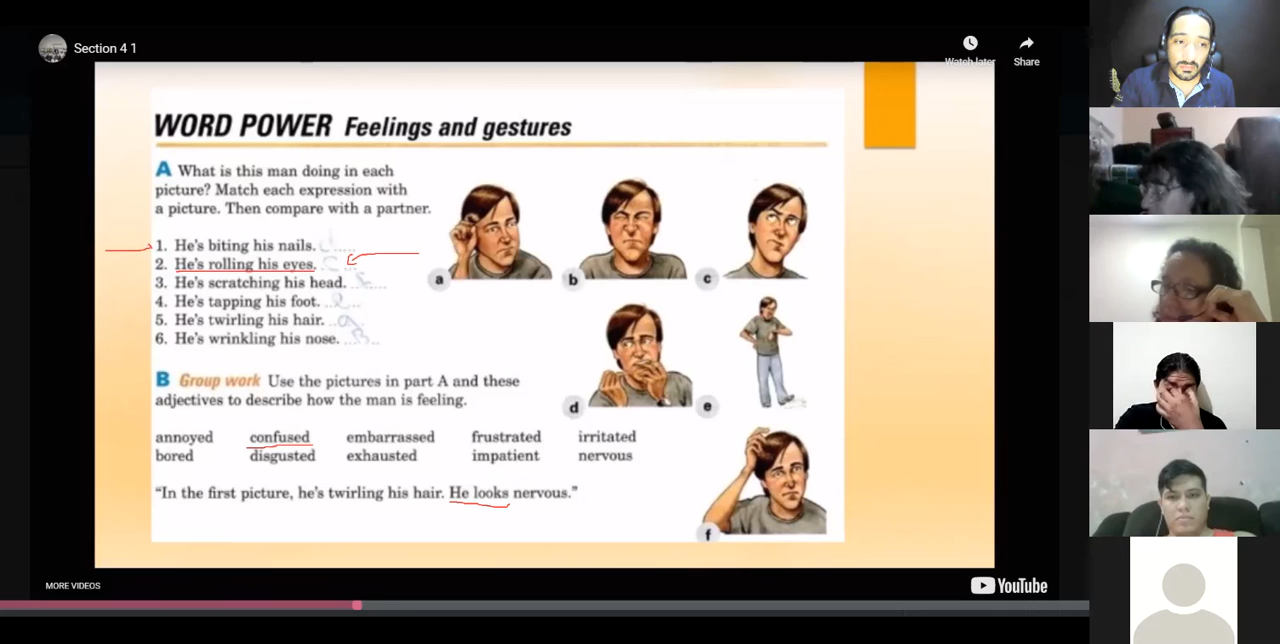 Section 4 1
Watch later
Share
WORD POWER Feelings and gestures
A What is this man doing in each
picture? Match each expression with
a picture. Then compare with a partner.
1. He's biting his nails.
2. He's rolling his eyes.
3. He's scratching his head.
4. He's tapping his foot.
5. He's twirling his hair.
6. He's wrinkling his nose.
a
b
c
d
e
f
B Group work Use the pictures in part A and these
adjectives to describe how the man is feeling.
annoyed confused embarrassed frustrated irritated
bored disgusted exhausted impatient nervous
"In the first picture, he's twirling his hair. He looks nervous."
MORE VIDEOS
YouTube